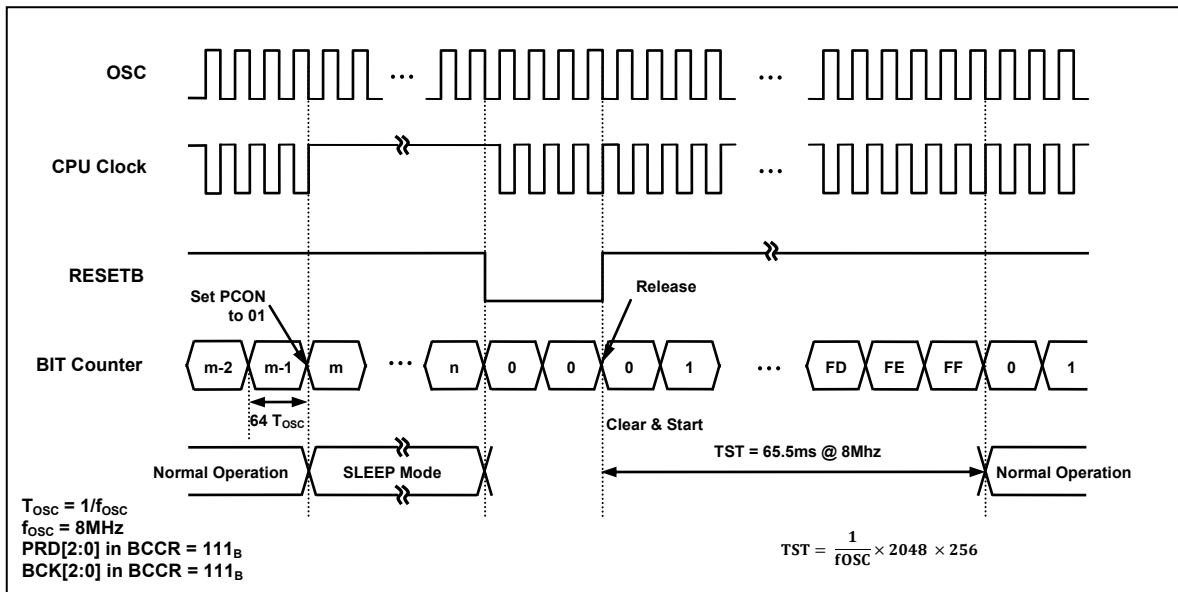 OSC
CPU Clock
RESETB
Set PCON
to 01
Release
BIT Counter
m-2 m-1 m ... n 0 0 0 1 ... FD FE FF 0 1
64 TOSC
Clear & Start
TST = 65.5ms @ 8Mhz
Normal Operation SLEEP Mode Normal Operation
TOSC = 1/fOSC
fOSC = 8MHz
PRD[2:0] in BCCR = 111B
BCK[2:0] in BCCR = 111B
TST = 1/fOSC × 2048 × 256